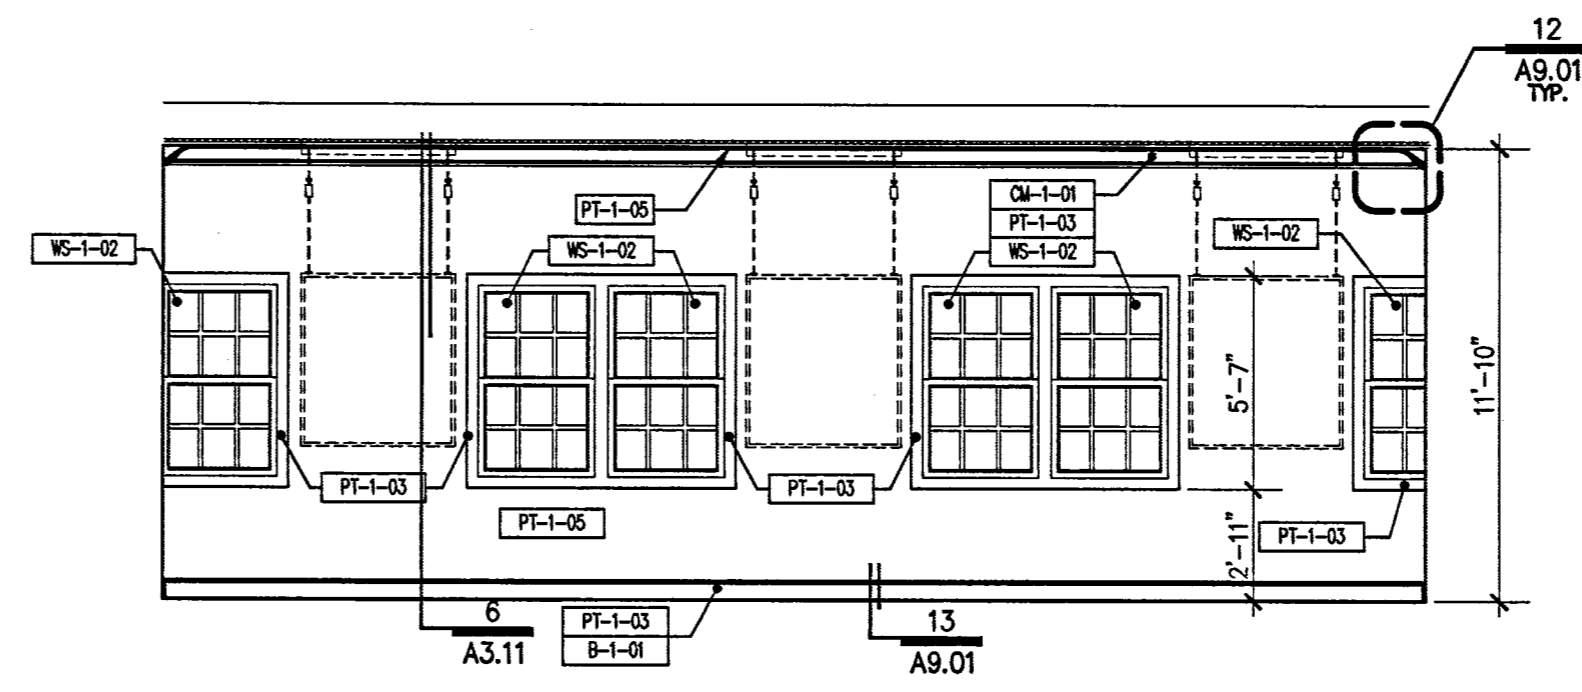 12
A9.01
TYP.
PT-1-05
CM-1-01
PT-1-03
WS-1-02
WS-1-02
WS-1-02
WS-1-02
5'-7"
11'-10"
PT-1-03
PT-1-03
PT-1-05
PT-1-03
2'-11"
6
A3.11
PT-1-03
B-1-01
13
A9.01